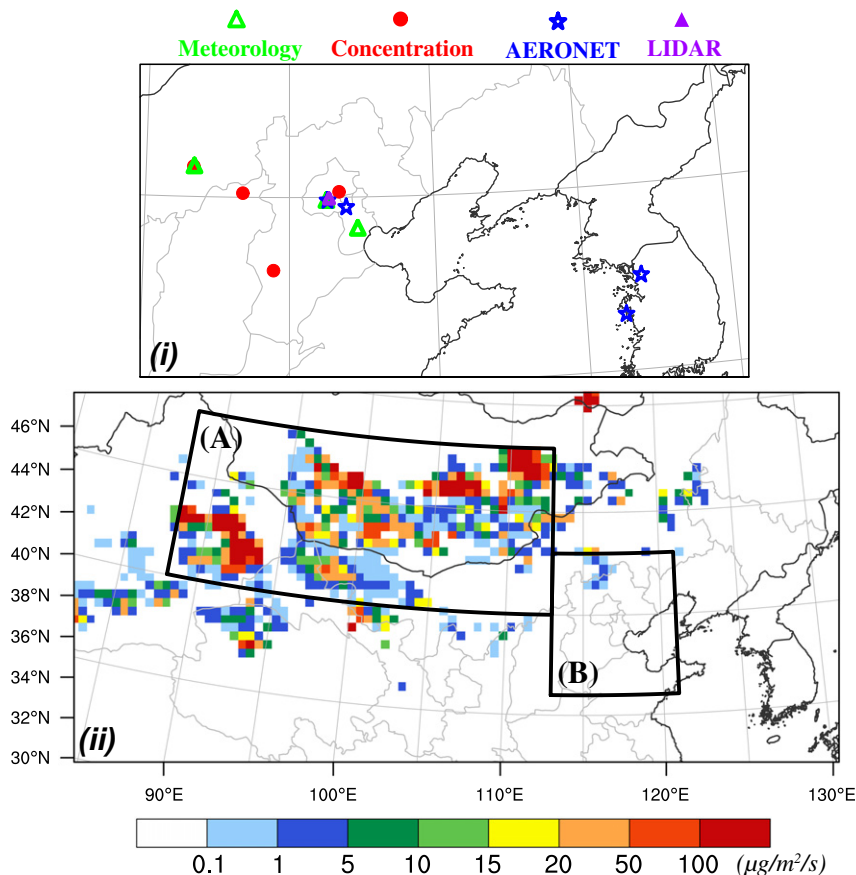 Meteorology Concentration AERONET LIDAR
(i)
46°N
(A)
44°N
42°N
40°N
38°N
36°N
34°N
(B)
32°N
30°N
(ii)
90°E 100°E 110°E 120°E 130°E
0.1 1 5 10 15 20 50 100 (μg/m²/s)